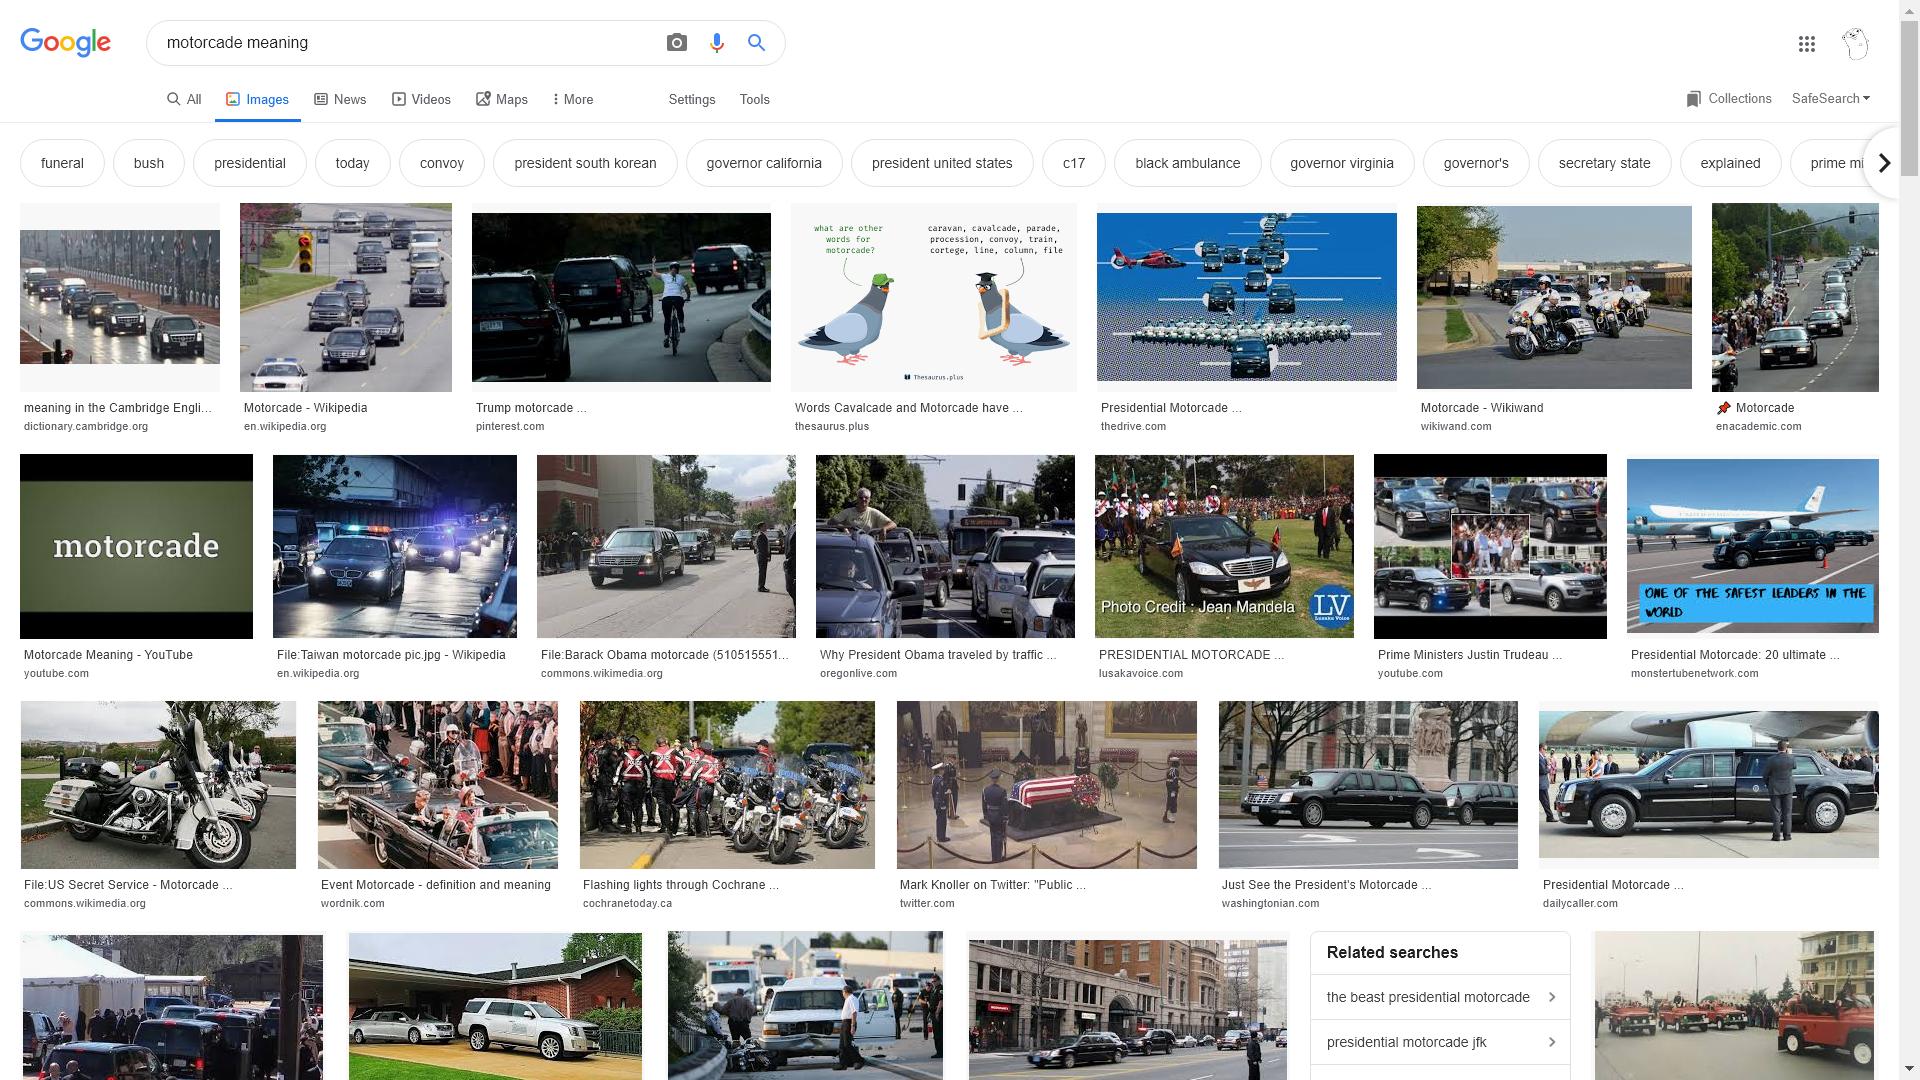 Google
motorcade meaning
All
Images
News
Videos
Maps
More
Settings
Tools
Collections
SafeSearch
funeral
bush
presidential
today
convoy
president south korean
governor california
president united states
c17
black ambulance
governor virginia
governor's
secretary state
explained
prime mi
what are other
words for
motorcade?
caravan, cavalcade, parade,
procession, convoy, train,
cortege, line, column, file
Thesaurus.plus
meaning in the Cambridge Engli...
dictionary.cambridge.org
Motorcade - Wikipedia
en.wikipedia.org
Trump motorcade ...
pinterest.com
Words Cavalcade and Motorcade have ...
thesaurus.plus
Presidential Motorcade ...
thedrive.com
Motorcade - Wikiwand
wikiwand.com
Motorcade
enacademic.com
motorcade
Photo Credit : Jean Mandela
LV
Lusaka Voice
ONE OF THE SAFEST LEADERS IN THE
WORLD
Motorcade Meaning - YouTube
youtube.com
File:Taiwan motorcade pic.jpg - Wikipedia
en.wikipedia.org
File:Barack Obama motorcade (510515551...
commons.wikimedia.org
Why President Obama traveled by traffic ...
oregonlive.com
PRESIDENTIAL MOTORCADE ...
lusakavoice.com
Prime Ministers Justin Trudeau ...
youtube.com
Presidential Motorcade: 20 ultimate ...
monstertubenetwork.com
File:US Secret Service - Motorcade ...
commons.wikimedia.org
Event Motorcade - definition and meaning
wordnik.com
Flashing lights through Cochrane ...
cochranetoday.ca
Mark Knoller on Twitter: "Public ...
twitter.com
Just See the President's Motorcade ...
washingtonian.com
Presidential Motorcade ...
dailycaller.com
Related searches
the beast presidential motorcade
presidential motorcade jfk